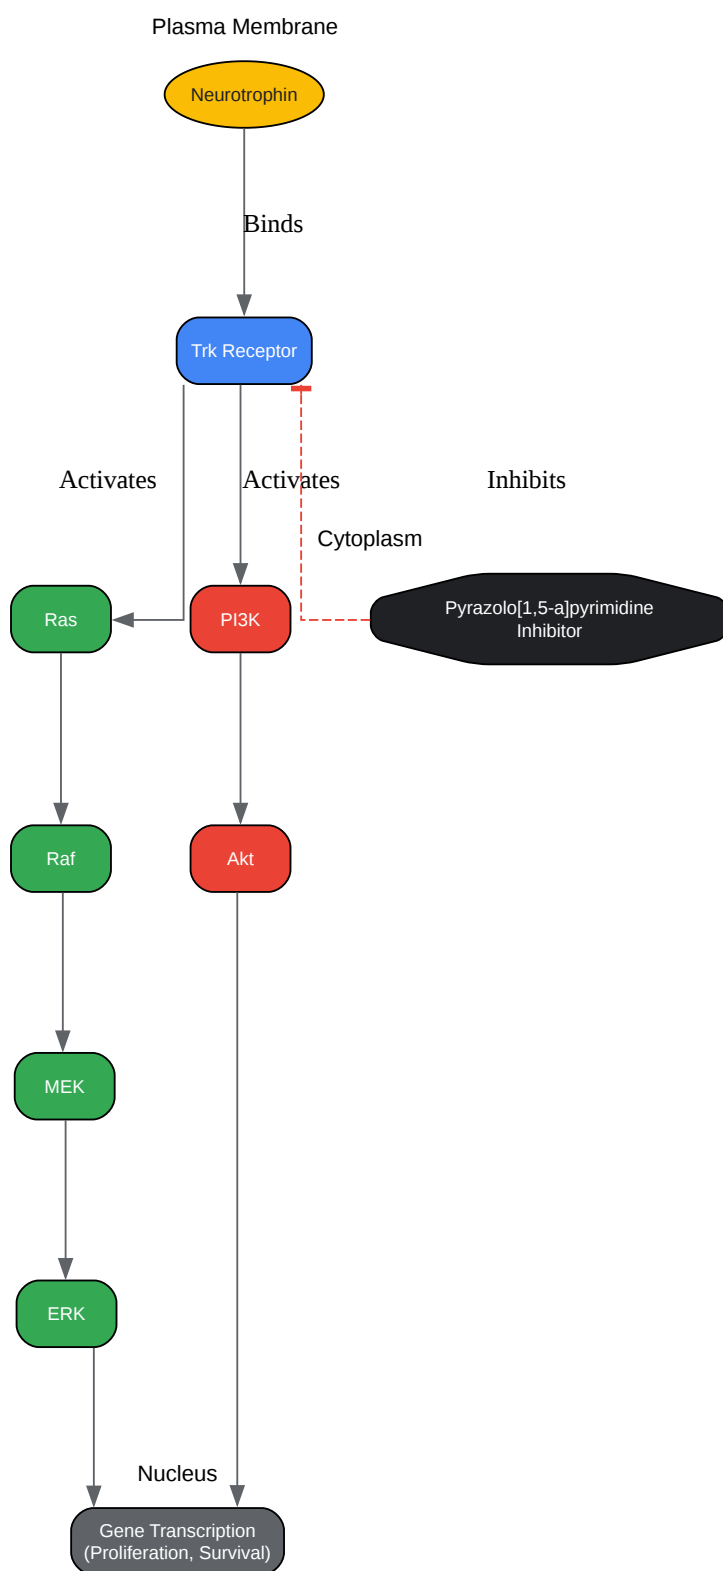 Plasma Membrane
Neurotrophin
Binds
Trk Receptor
Activates
Activates
Inhibits
Cytoplasm
Ras
PI3K
Pyrazolo[1,5-a]pyrimidine
Inhibitor
Raf
Akt
MEK
ERK
Nucleus
Gene Transcription
(Proliferation, Survival)